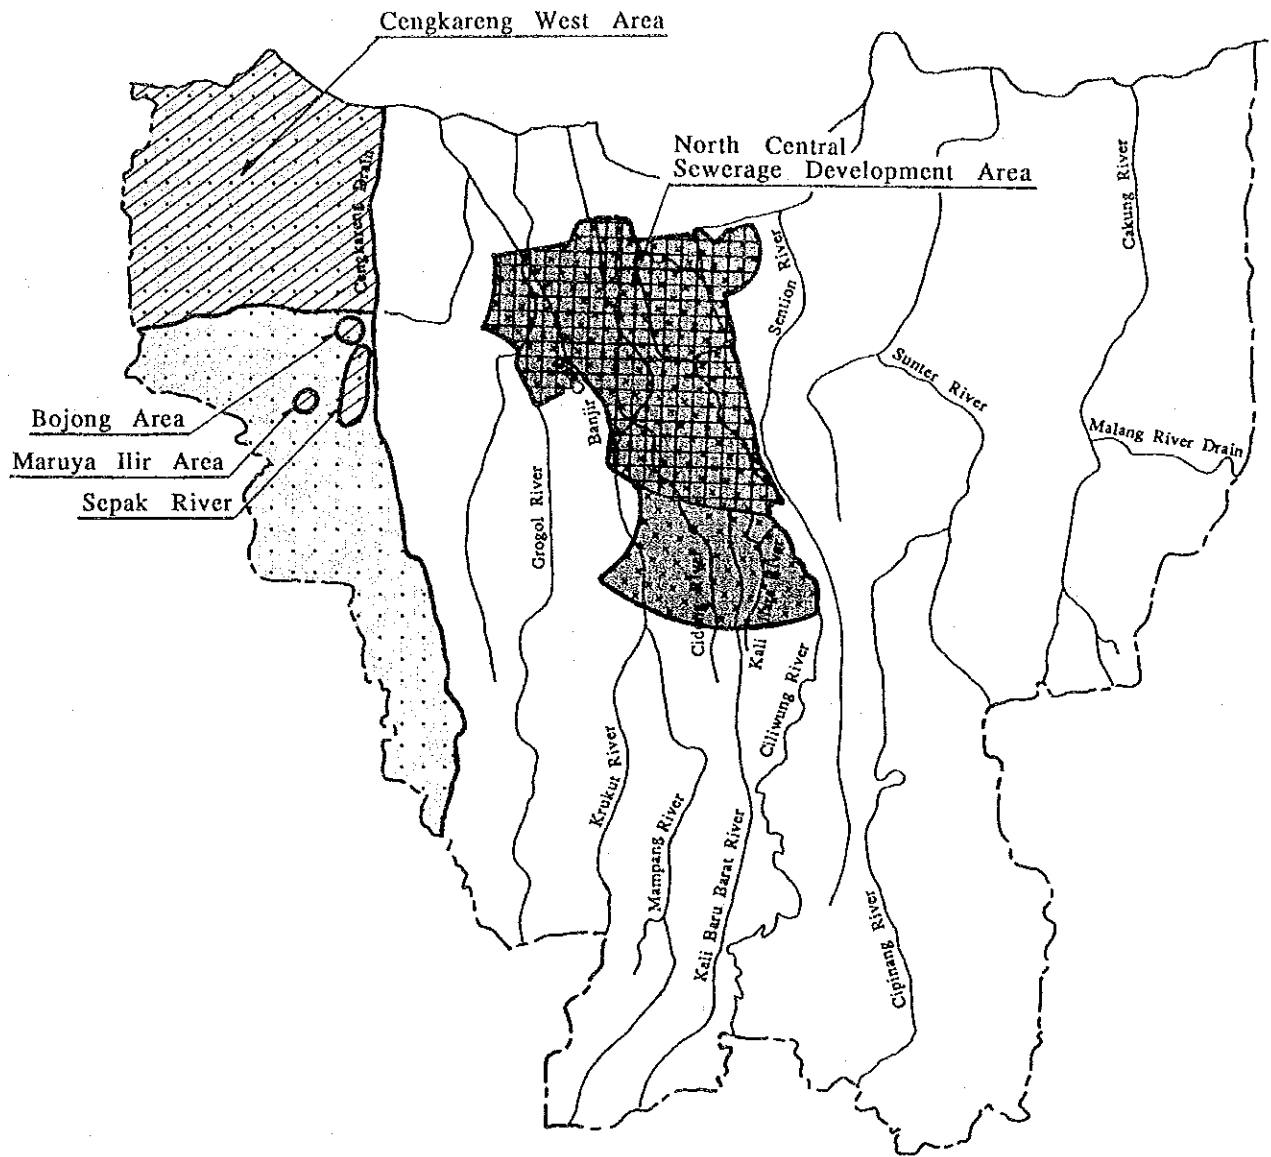 Cengkareng West Area
North Central
Sewerage Development Area
Cengkareng Drain
Cakung River
Sention River
Sunter River
Malang River Drain
Bojong Area
Maruya Ilir Area
Sepak River
Banjir
Grogol River
River
Kali
Ciliwung River
Krukut River
Mampang River
Kali Baru Barat River
Cipinang River